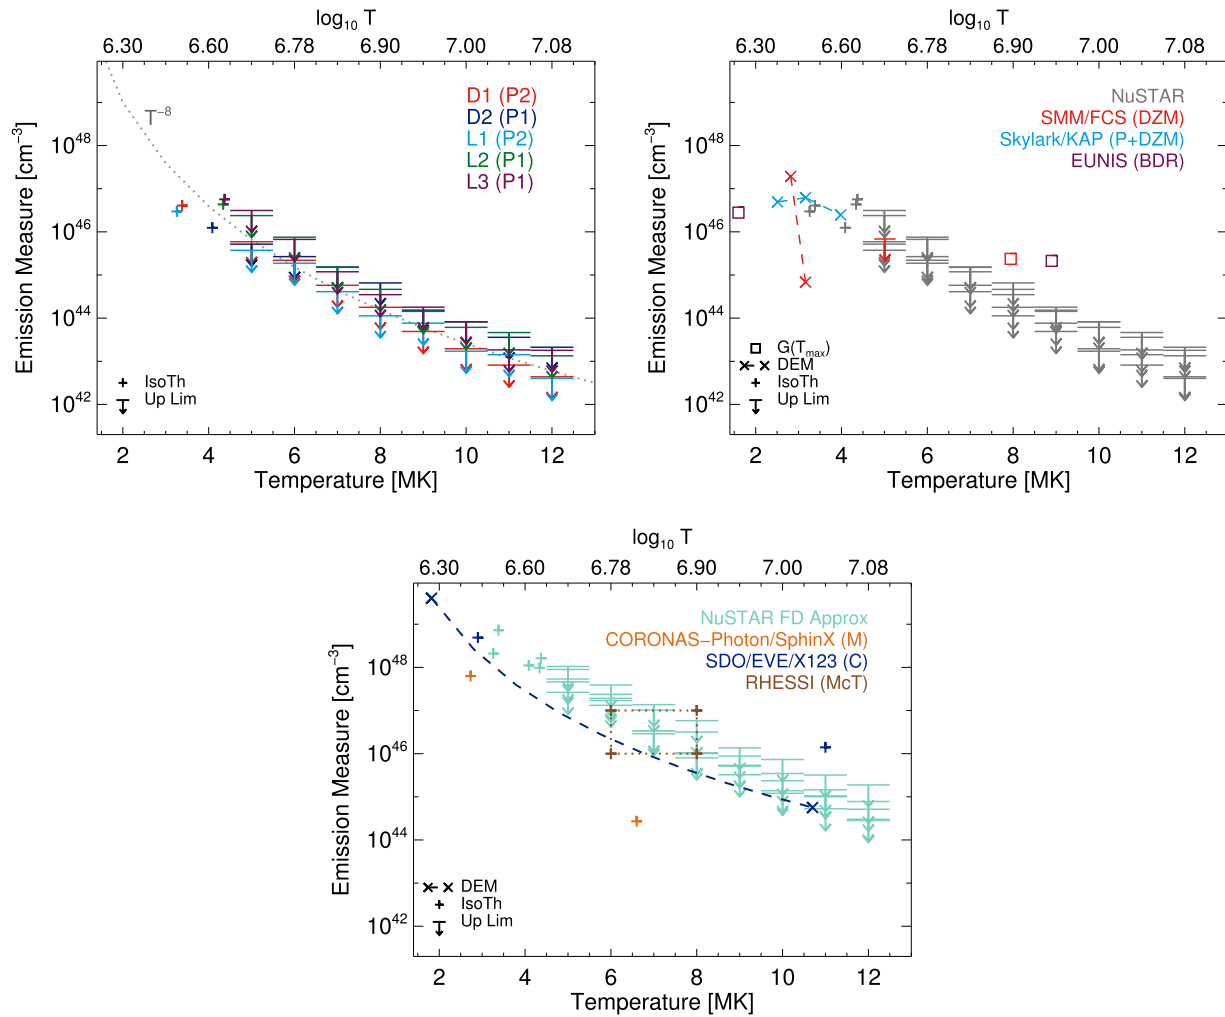 log10 T
6.30 6.60 6.78 6.90 7.00 7.08
T−8
D1 (P2)
D2 (P1)
L1 (P2)
L2 (P1)
L3 (P1)
Emission Measure [cm−3]
10^48
10^46
10^44
10^42
IsoTh
Up Lim
2 4 6 8 10 12
Temperature [MK]
log10 T
6.30 6.60 6.78 6.90 7.00 7.08
NuSTAR
SMM/FCS (DZM)
Skylark/KAP (P+DZM)
EUNIS (BDR)
Emission Measure [cm−3]
10^48
10^46
10^44
10^42
G(Tmax)
DEM
IsoTh
Up Lim
2 4 6 8 10 12
Temperature [MK]
log10 T
6.30 6.60 6.78 6.90 7.00 7.08
NuSTAR FD Approx
CORONAS−Photon/SphinX (M)
SDO/EVE/X123 (C)
RHESSI (McT)
Emission Measure [cm−3]
10^48
10^46
10^44
10^42
DEM
IsoTh
Up Lim
2 4 6 8 10 12
Temperature [MK]